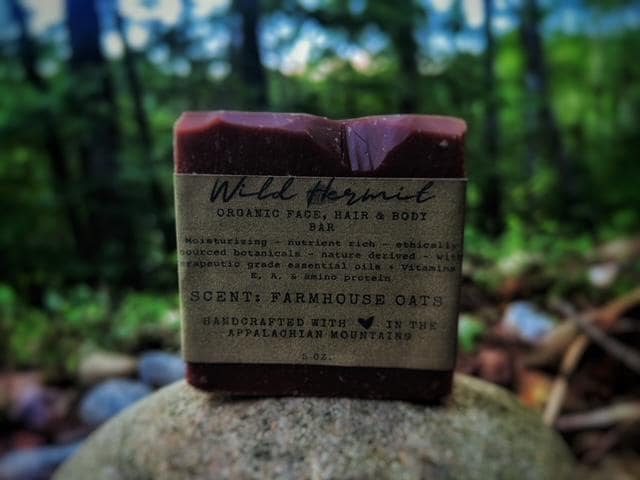 Wild Hermit
ORGANIC FACE, HAIR & BODY
BAR
Moisturizing - nutrient rich - ethically
sourced botanicals - nature derived - with
therapeutic grade essential oils + Vitamins
E, A, & amino protein
SCENT: FARMHOUSE OATS
HANDCRAFTED WITH ♥ IN THE
APPALACHIAN MOUNTAINS
5 OZ.